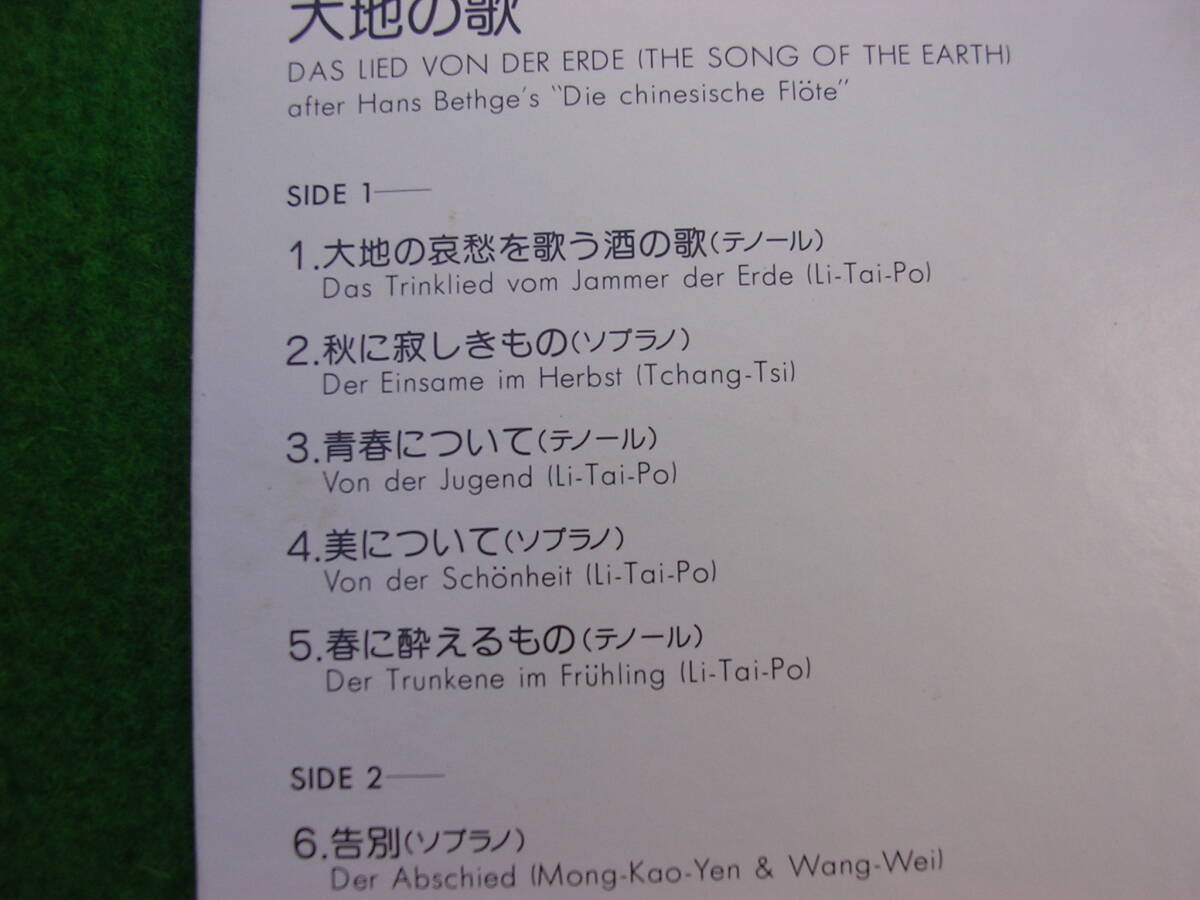 大地の歌
DAS LIED VON DER ERDE (THE SONG OF THE EARTH)
after Hans Bethge's "Die chinesische Flöte"
SIDE 1——
1.大地の哀愁を歌う酒の歌(テノール)
Das Trinklied vom Jammer der Erde (Li-Tai-Po)
2.秋に寂しきもの(ソプラノ)
Der Einsame im Herbst (Tchang-Tsi)
3.青春について(テノール)
Von der Jugend (Li-Tai-Po)
4.美について(ソプラノ)
Von der Schönheit (Li-Tai-Po)
5.春に酔えるもの(テノール)
Der Trunkene im Frühling (Li-Tai-Po)
SIDE 2——
6.告別(ソプラノ)
Der Abschied (Mong-Kao-Yen & Wang-Wei)